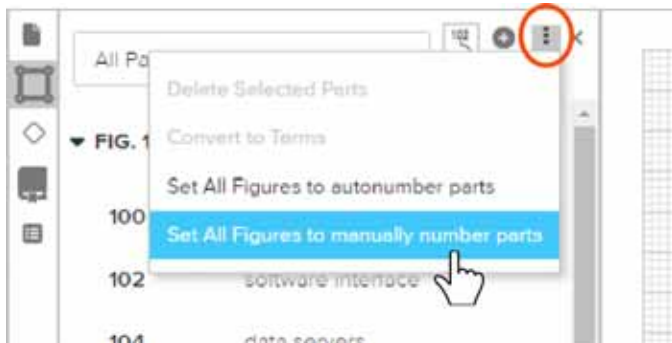 102
All Pa
Delete Selected Parts
FIG. 1
Convert to Terms
Set All Figures to autonumber parts
100
Set All Figures to manually number parts
102 software interface
104 data servers